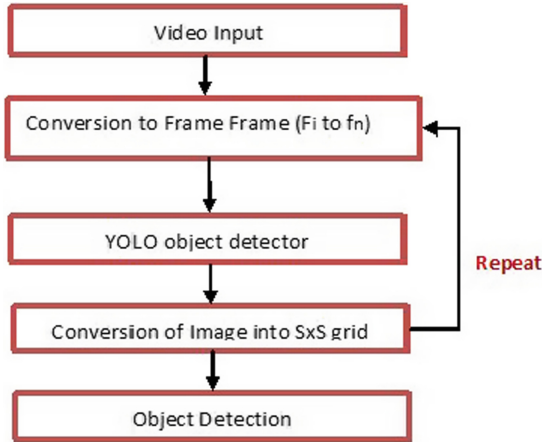 Video Input
Conversion to Frame Frame (Fi to fn)
YOLO object detector
Repeat
Conversion of Image into SxS grid
Object Detection